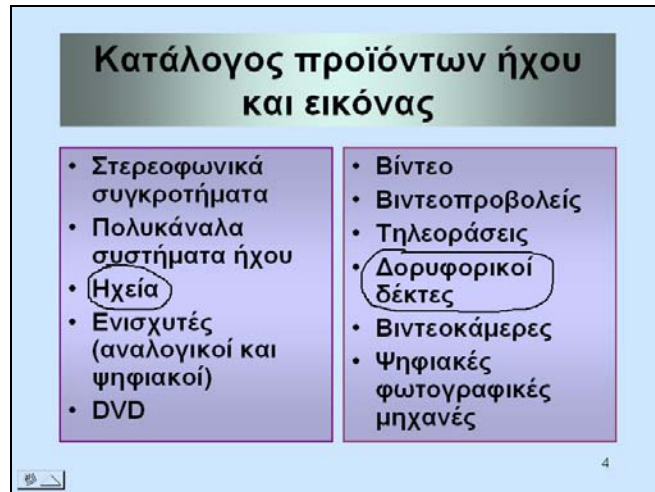 Κατάλογος προϊόντων ήχου
και εικόνας
• Στερεοφωνικά
συγκροτήματα
• Πολυκάναλα
συστήματα ήχου
• Ηχεία
• Ενισχυτές
(αναλογικοί και
ψηφιακοί)
• DVD
• Βίντεο
• Βιντεοπροβολείς
• Τηλεοράσεις
• Δορυφορικοί
δέκτες
• Βιντεοκάμερες
• Ψηφιακές
φωτογραφικές
μηχανές
4